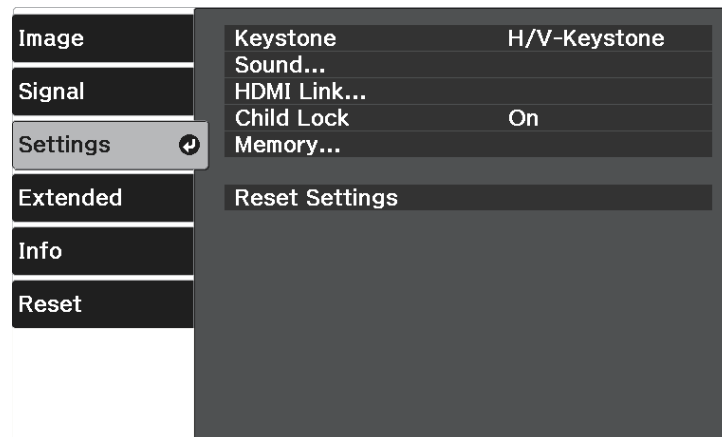 Image
Signal
Settings
Extended
Info
Reset
Keystone H/V-Keystone
Sound...
HDMI Link...
Child Lock On
Memory...
Reset Settings